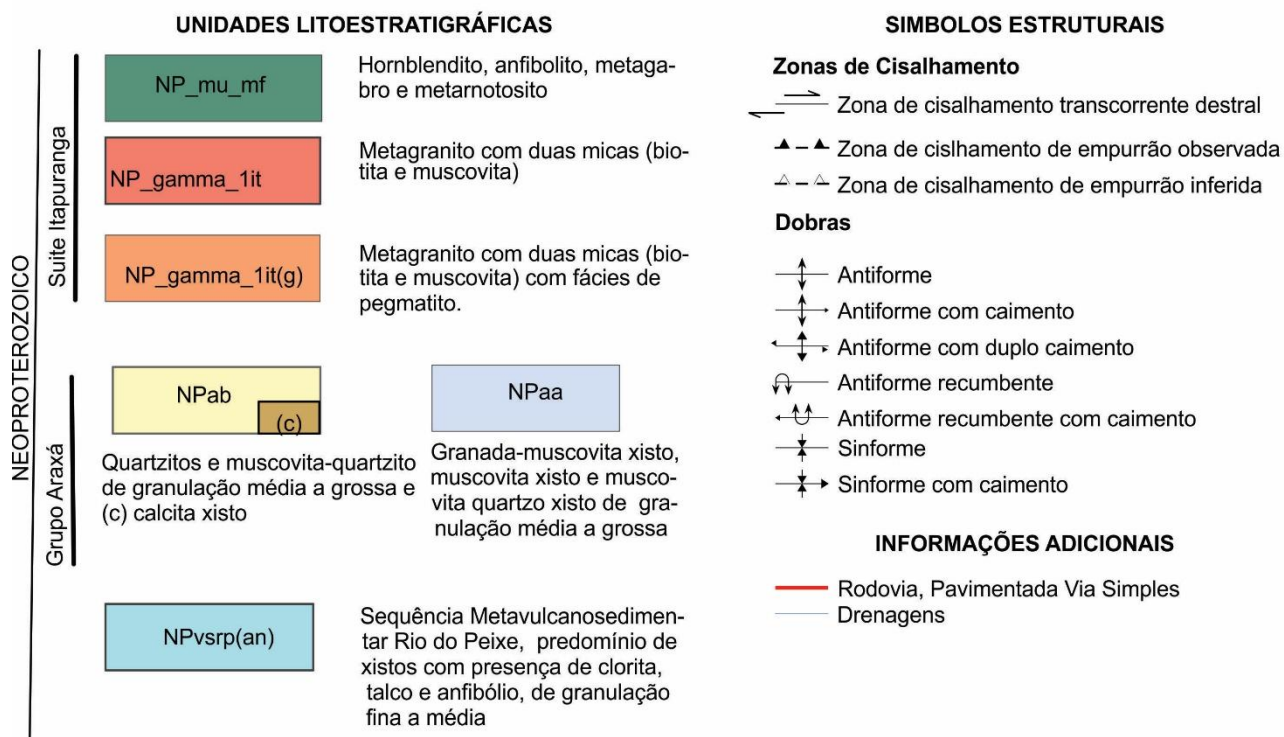 UNIDADES LITOESTRATIGRÁFICAS
NEOPROTEROZOICO
Suite Itapuranga
NP_mu_mf
Hornblendito, anfibolito, metaga-
bro e metarnotosito
NP_gamma_1it
Metagranito com duas micas (bio-
tita e muscovita)
NP_gamma_1it(g)
Metagranito com duas micas (bio-
tita e muscovita) com fácies de
pegmatito.
Grupo Araxá
NPab
(c)
Quartzitos e muscovita-quartzito
de granulação média a grossa e
(c) calcita xisto
NPaa
Granada-muscovita xisto,
muscovita xisto e musco-
vita quartzo xisto de gra-
nulação média a grossa
NPvsrp(an)
Sequência Metavulcanosedimen-
tar Rio do Peixe, predomínio de
xistos com presença de clorita,
talco e anfibólio, de granulação
fina a média
SIMBOLOS ESTRUTURAIS
Zonas de Cisalhamento
Zona de cisalhamento transcorrente destral
Zona de cislhamento de empurrão observada
Zona de cisalhamento de empurrão inferida
Dobras
Antiforme
Antiforme com caimento
Antiforme com duplo caimento
Antiforme recumbente
Antiforme recumbente com caimento
Sinforme
Sinforme com caimento
INFORMAÇÕES ADICIONAIS
Rodovia, Pavimentada Via Simples
Drenagens